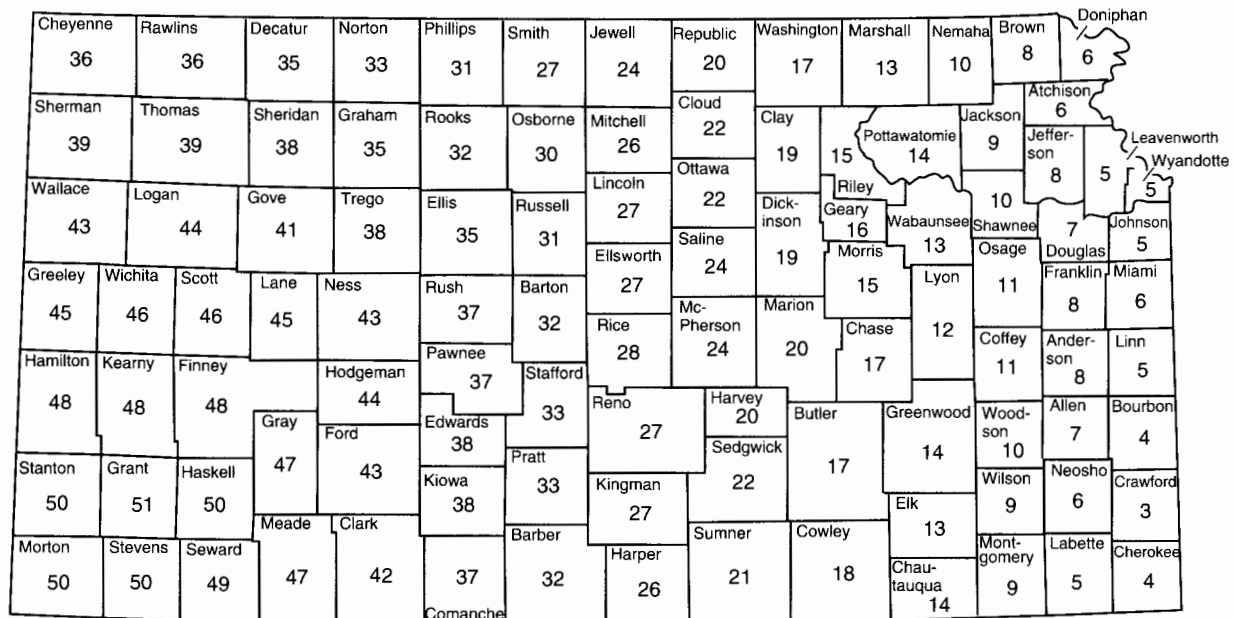 Doniphan
Cheyenne
36
Rawlins
36
Decatur
35
Norton
33
Phillips
31
Smith
27
Jewell
24
Republic
20
Washington
17
Marshall
13
Nemaha
10
Brown
8
6
Sherman
39
Thomas
39
Sheridan
38
Graham
35
Rooks
32
Osborne
30
Mitchell
26
Cloud
22
Clay
19
15
Riley
Pottawatomie
14
Jackson
9
Atchison
6
Jeffer-
son
8
Leavenworth
5
Wyandotte
5
Wallace
43
Logan
44
Gove
41
Trego
38
Ellis
35
Russell
31
Lincoln
27
Ottawa
22
Dick-
inson
19
Geary
16
Wabaunsee
13
10
Shawnee
7
Douglas
Johnson
5
Greeley
45
Wichita
46
Scott
46
Lane
45
Ness
43
Rush
37
Barton
32
Ellsworth
27
Saline
24
Morris
15
Lyon
12
Osage
11
Franklin
8
Miami
6
Hamilton
48
Kearny
48
Finney
48
Hodgeman
44
Pawnee
37
Stafford
33
Rice
28
Mc-
Pherson
24
Marion
20
Chase
17
Coffey
11
Ander-
son
8
Linn
5
Gray
47
Ford
43
Edwards
38
Reno
27
Harvey
20
Butler
17
Greenwood
14
Wood-
son
10
Allen
7
Bourbon
4
Stanton
50
Grant
51
Haskell
50
Kiowa
38
Pratt
33
Kingman
27
Sedgwick
22
Elk
13
Wilson
9
Neosho
6
Crawford
3
Morton
50
Stevens
50
Seward
49
Meade
47
Clark
42
37
Comanche
Barber
32
Harper
26
Sumner
21
Cowley
18
Chau-
tauqua
14
Mont-
gomery
9
Labette
5
Cherokee
4